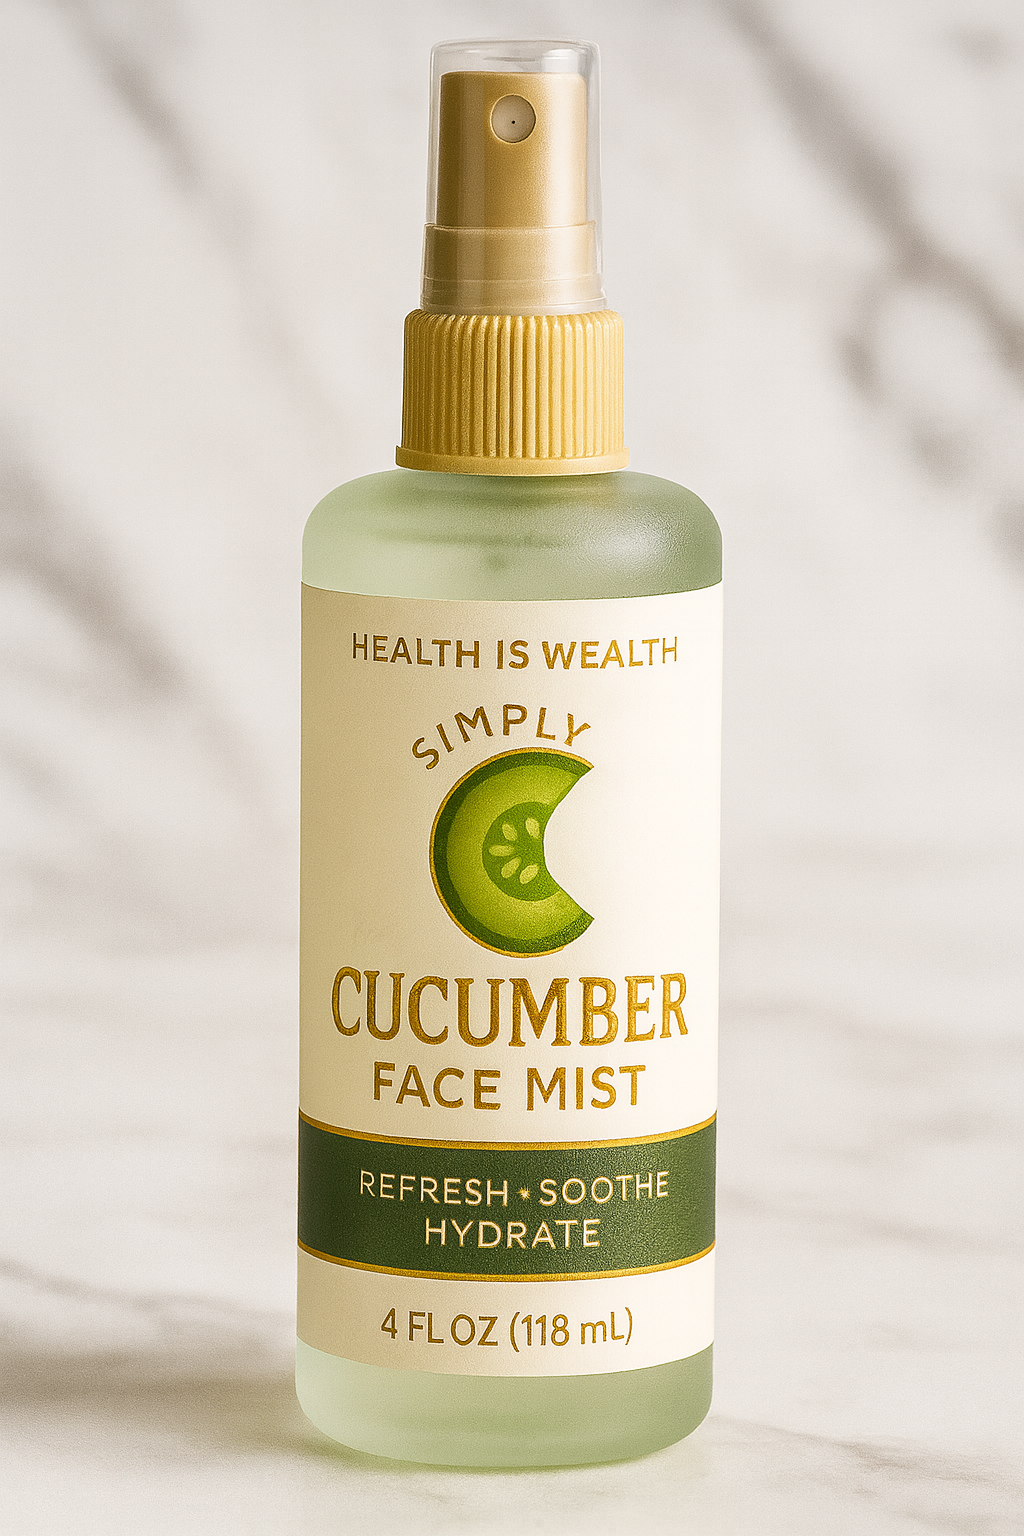 HEALTH IS WEALTH
SIMPLY
CUCUMBER
FACE MIST
REFRESH • SOOTHE
HYDRATE
4 FL OZ (118 mL)